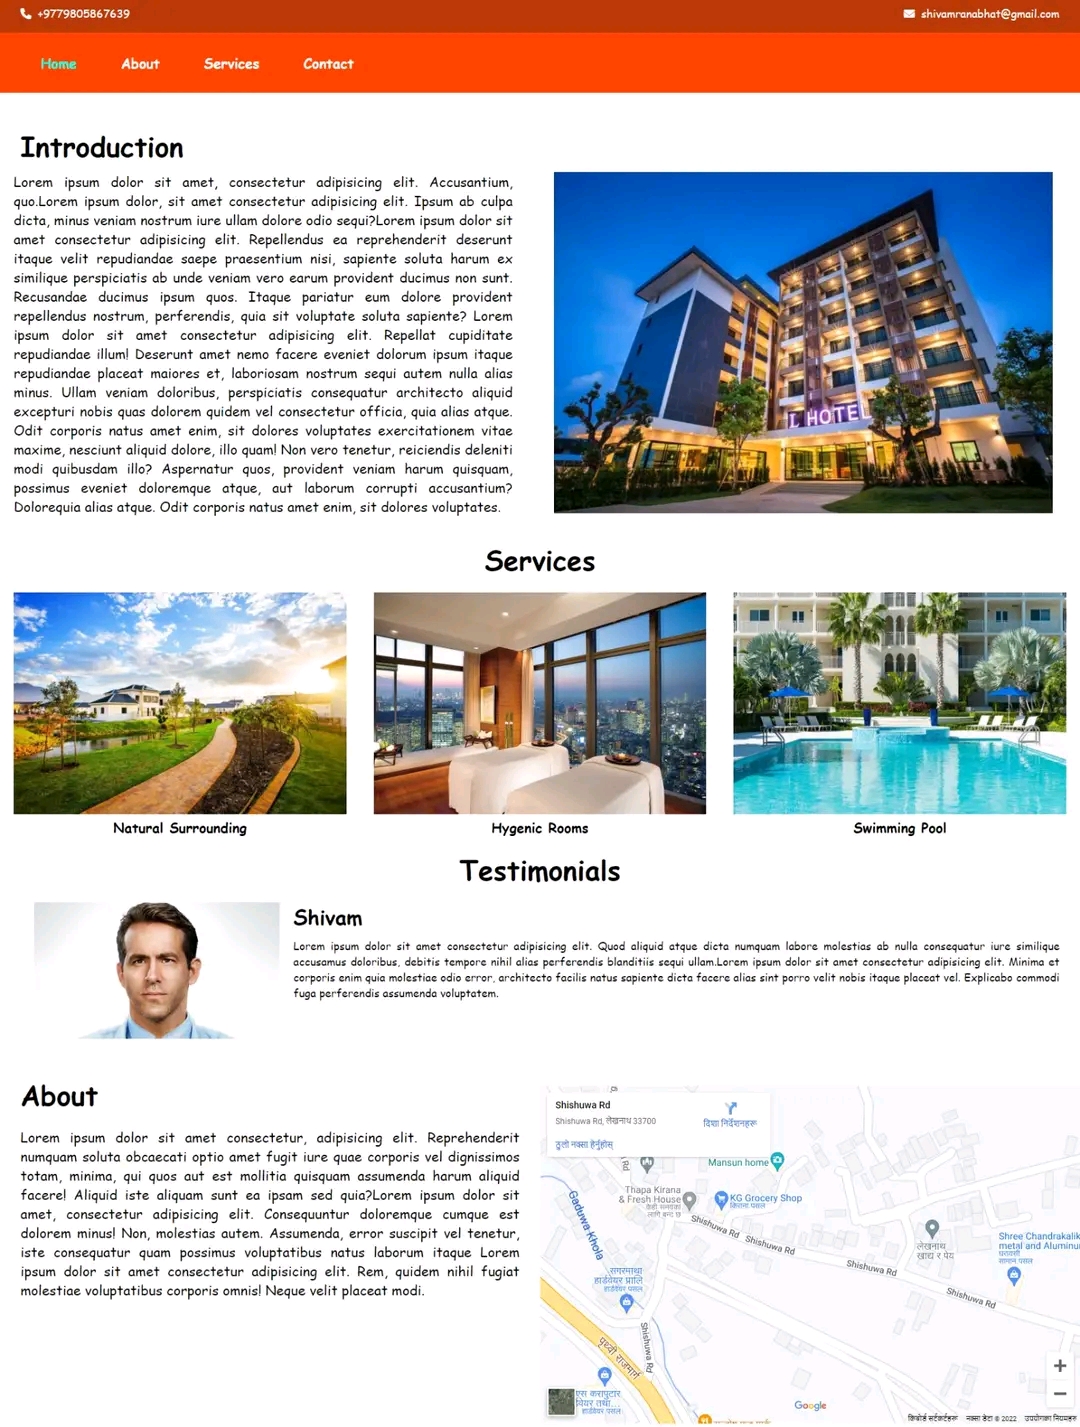 +9779805867639
shivamranabhat@gmail.com
Home About Services Contact
Introduction
Lorem ipsum dolor sit amet, consectetur adipisicing elit. Accusantium,
quo.Lorem ipsum dolor, sit amet consectetur adipisicing elit. Ipsum ab culpa
dicta, minus veniam nostrum iure ullam dolore odio sequi?Lorem ipsum dolor sit
amet consectetur adipisicing elit. Repellendus ea reprehenderit deserunt
itaque velit repudiandae saepe praesentium nisi, sapiente soluta harum ex
similique perspiciatis ab unde veniam vero earum provident ducimus non sunt.
Recusandae ducimus ipsum quos. Itaque pariatur eum dolore provident
repellendus nostrum, perferendis, quia sit voluptate soluta sapiente? Lorem
ipsum dolor sit amet consectetur adipisicing elit. Repellat cupiditate
repudiandae illum! Deserunt amet nemo facere eveniet dolorum ipsum itaque
repudiandae placeat maiores et, laboriosam nostrum sequi autem nulla alias
minus. Ullam veniam doloribus, perspiciatis consequatur architecto aliquid
excepturi nobis quas dolorem quidem vel consectetur officia, quia alias atque.
Odit corporis natus amet enim, sit dolores voluptates exercitationem vitae
maxime, nesciunt aliquid dolore, illo quam! Non vero tenetur, reiciendis deleniti
modi quibusdam illo? Aspernatur quos, provident veniam harum quisquam,
possimus eveniet doloremque atque, aut laborum corrupti accusantium?
Dolorequia alias atque. Odit corporis natus amet enim, sit dolores voluptates.
L HOTEL
Services
Natural Surrounding
Hygenic Rooms
Swimming Pool
Testimonials
Shivam
Lorem ipsum dolor sit amet consectetur adipisicing elit. Quod aliquid atque dicta numquam labore molestias ab nulla consequatur iure similique
accusamus doloribus, debitis tempore nihil alias perferendis blanditiis sequi ullam.Lorem ipsum dolor sit amet consectetur adipisicing elit. Minima et
corporis enim quia molestiae odio error, architecto facilis natus sapiente dicta facere alias sint porro velit nobis itaque placeat vel. Explicabo commodi
fuga perferendis assumenda voluptatem.
About
Lorem ipsum dolor sit amet consectetur, adipisicing elit. Reprehenderit
numquam soluta obcaecati optio amet fugit iure quae corporis vel dignissimos
totam, minima, qui quos aut est mollitia quisquam assumenda harum aliquid
facere! Aliquid iste aliquam sunt ea ipsam sed quia?Lorem ipsum dolor sit
amet, consectetur adipisicing elit. Consequuntur doloremque cumque est
dolorem minus! Non, molestias autem. Assumenda, error suscipit vel tenetur,
iste consequatur quam possimus voluptatibus natus laborum itaque Lorem
ipsum dolor sit amet consectetur adipisicing elit. Rem, quidem nihil fugiat
molestiae voluptatibus corporis omnis! Neque velit placeat modi.
Shishuwa Rd
Shishuwa Rd, लेखनाथ 33700
दिशा निर्देशनहरू
ठुलो नक्सा हेर्नुहोस्
Rd
Mansun home
Thapa Kirana
& Fresh House
KG Grocery Shop
किराना पसल
Gaduwa Khola
Shishuwa Rd
Shishuwa Rd
Shishuwa Rd
Shishuwa Rd
लेखनाथ
खाद्य र पेय
Shree Chandrakalik
metal and Aluminu
घरायसी
सामान पसल
सगरमाथा
हार्डवेयर प्रालि
हार्डवेयर पसल
Shishuwa Rd
पृथ्वी राजमार्ग
हार्डवेयर पसल
Google
किबोर्ड सर्टकटहरू नक्सा डेटा © 2022 उपयोगका नियमहरू